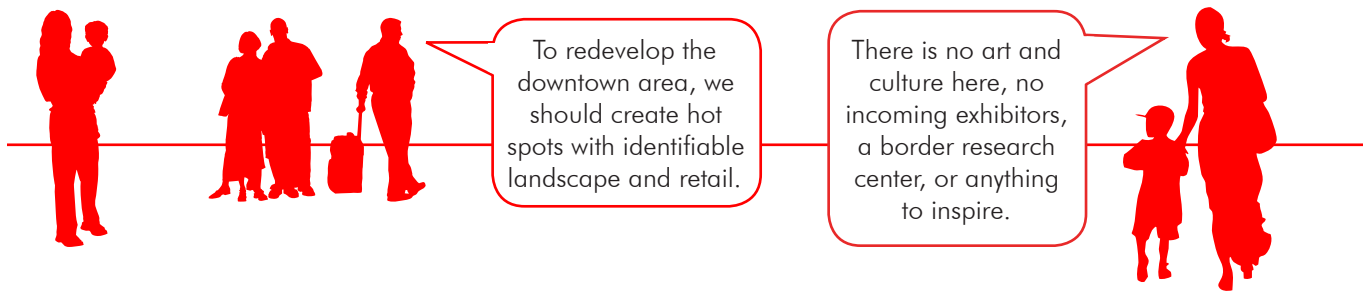 To redevelop the
downtown area, we
should create hot
spots with identifiable
landscape and retail.
There is no art and
culture here, no
incoming exhibitors,
a border research
center, or anything
to inspire.